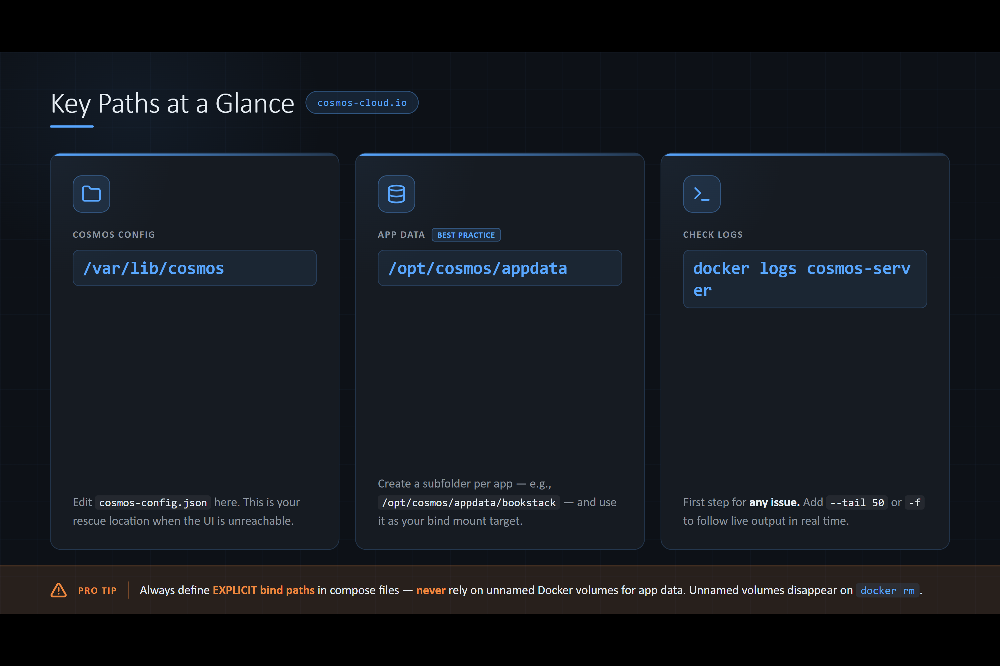 Key Paths at a Glance cosmos-cloud.io
COSMOS CONFIG
/var/lib/cosmos
Edit cosmos-config.json here. This is your
rescue location when the UI is unreachable.
APP DATA BEST PRACTICE
/opt/cosmos/appdata
Create a subfolder per app — e.g.,
/opt/cosmos/appdata/bookstack — and use
it as your bind mount target.
CHECK LOGS
docker logs cosmos-serv
er
First step for any issue. Add --tail 50 or -f
to follow live output in real time.
PRO TIP Always define EXPLICIT bind paths in compose files — never rely on unnamed Docker volumes for app data. Unnamed volumes disappear on docker rm.